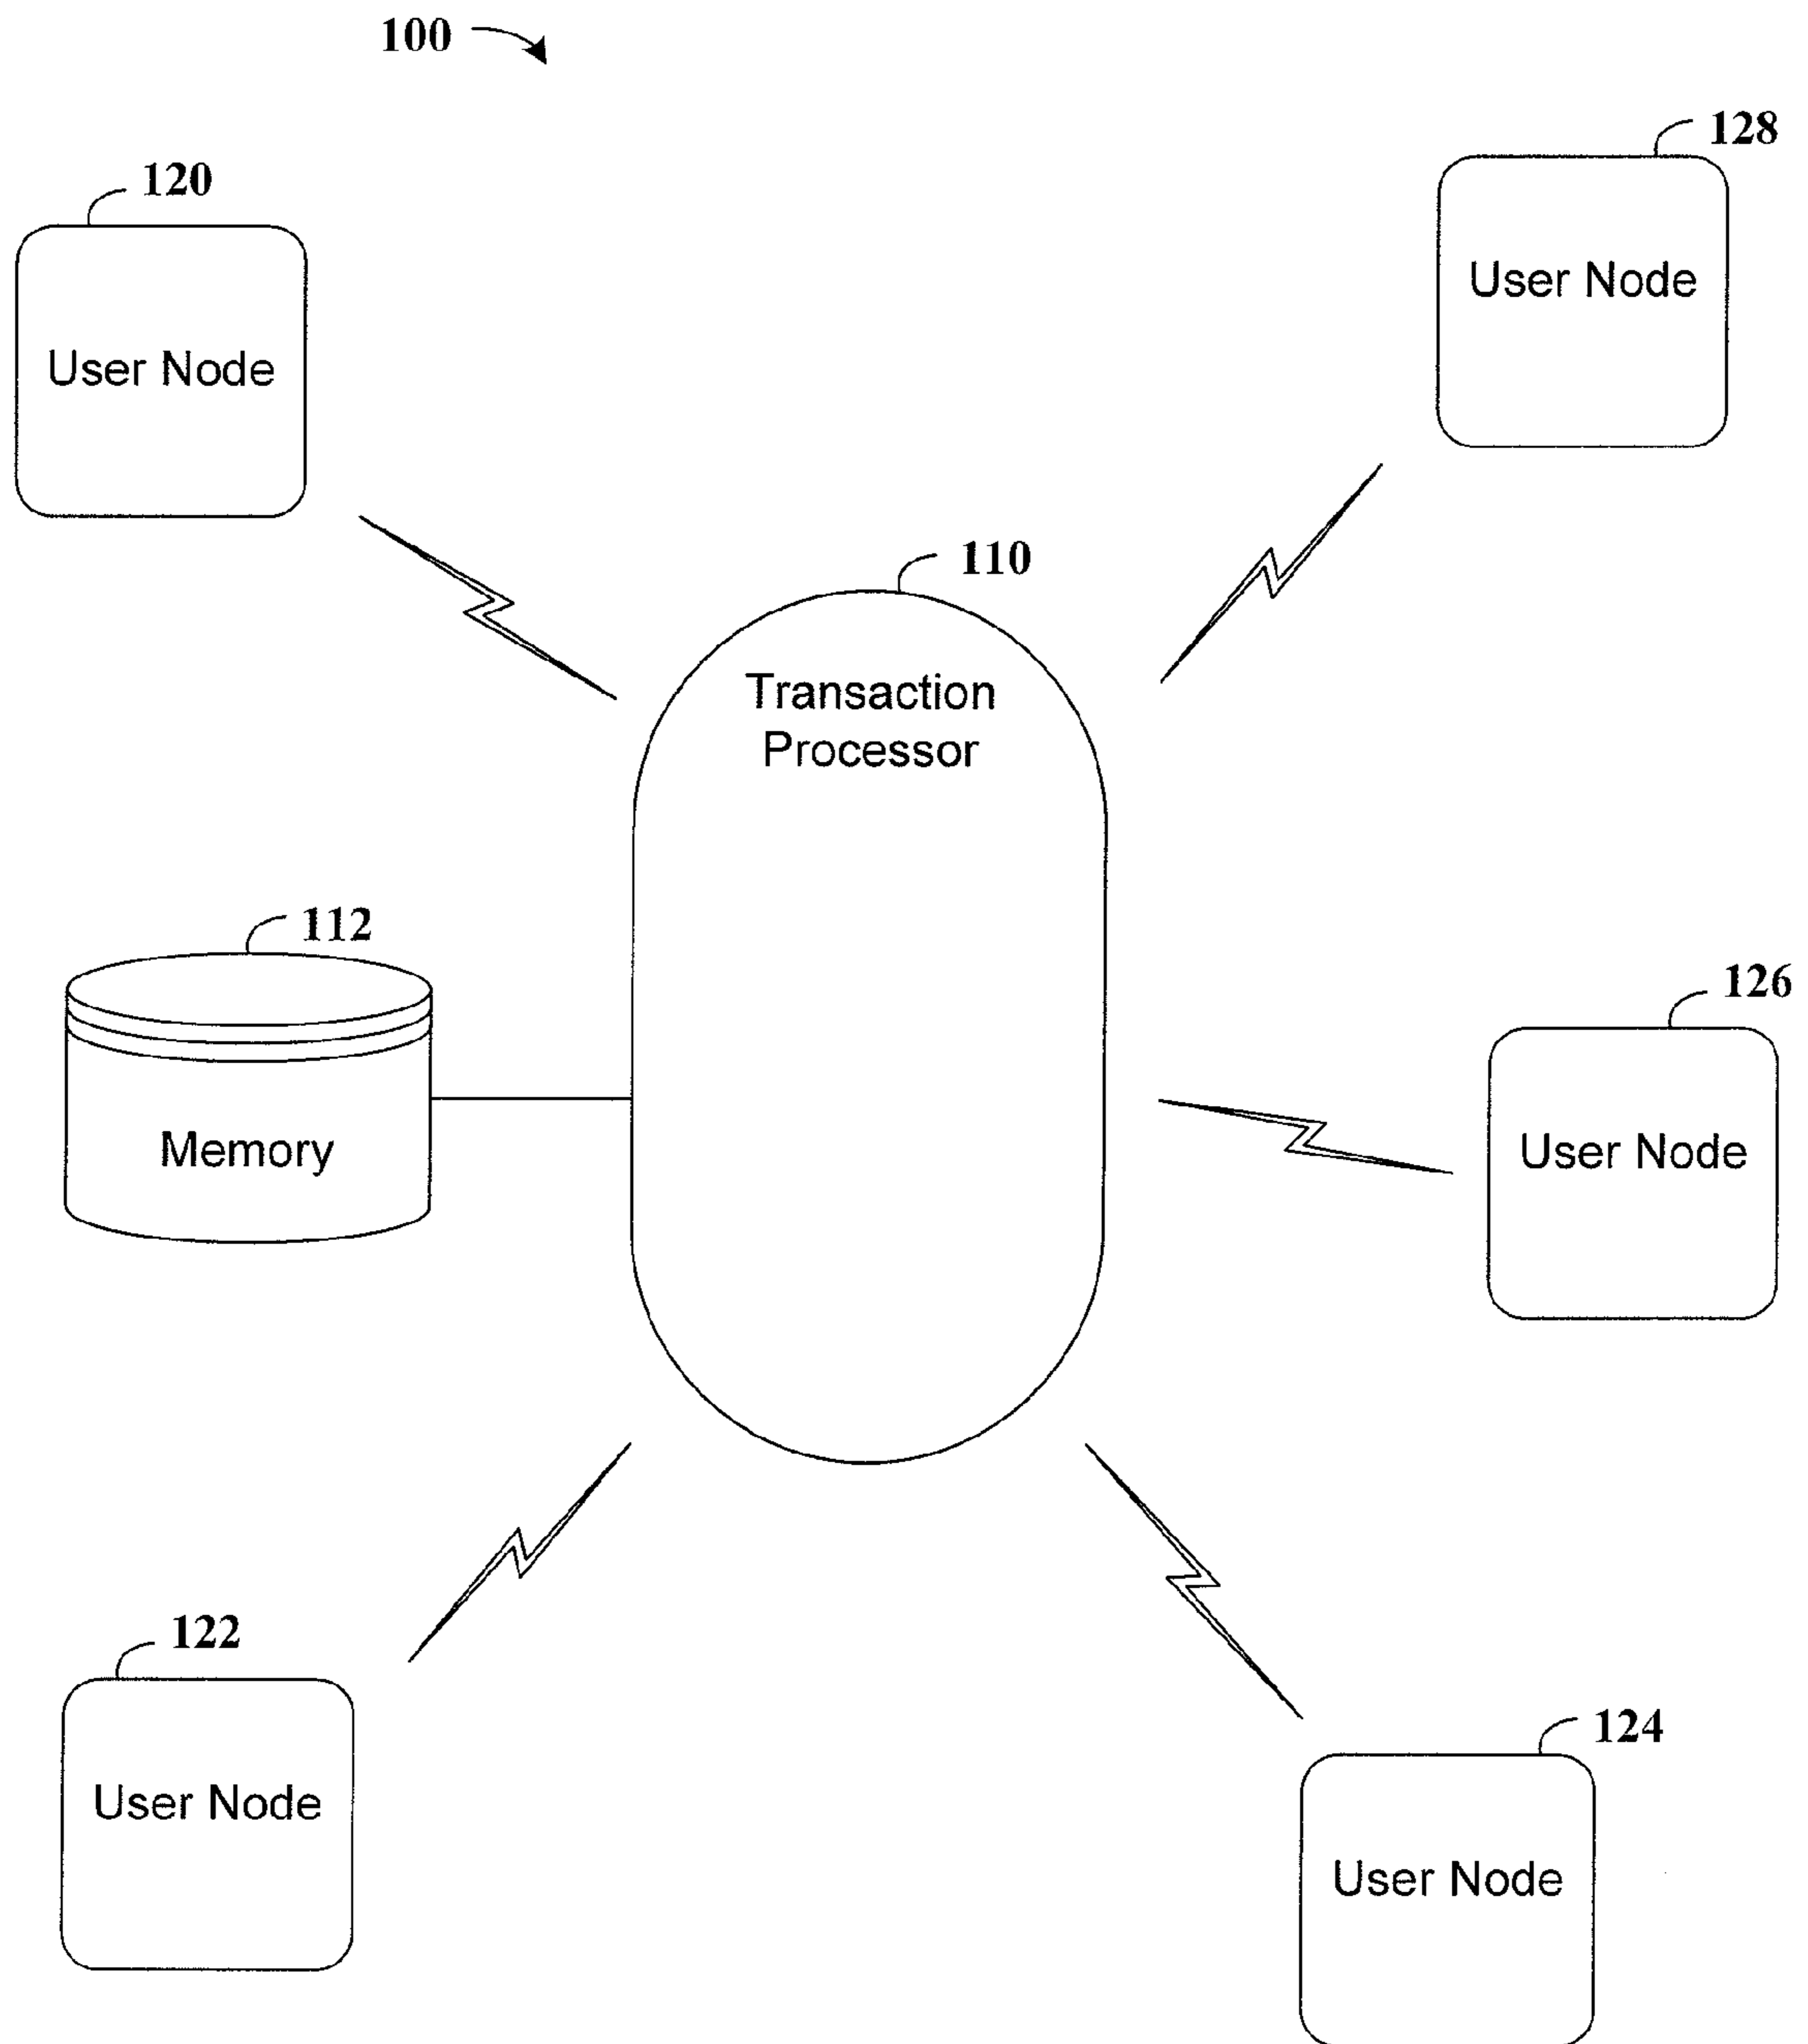 100
128
120
User Node
User Node
110
Transaction
Processor
112
126
Memory
User Node
122
124
User Node
User Node